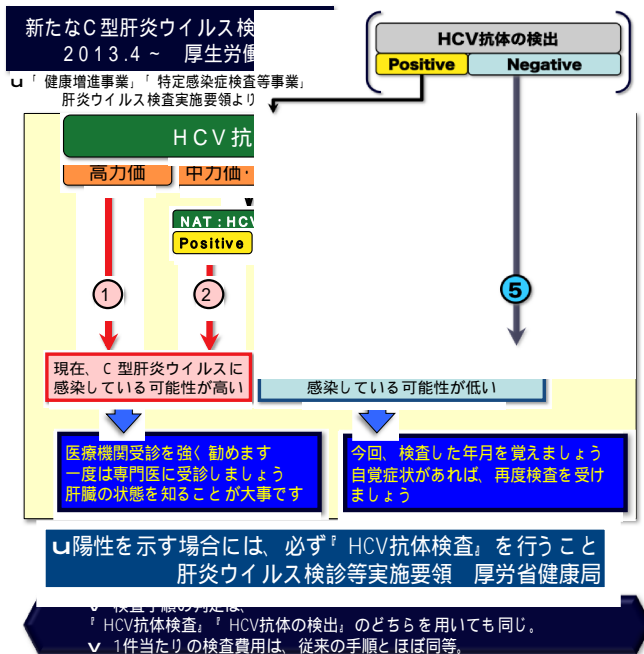 新たなC型肝炎ウイルス検
2013.4～ 厚生労働
HCV抗体の検出
Positive Negative
u「健康増進事業」「特定感染症検査等事業」
肝炎ウイルス検査実施要領より
HCV抗
高力価 中力価・
NAT:HCV
Positive
1 2 5
現在、C型肝炎ウイルスに
感染している可能性が高い
感染している可能性が低い
医療機関受診を強く勧めます
一度は専門医に受診しましょう
肝臓の状態を知ることが大事です
今回、検査した年月を覚えましょう
自覚症状があれば、再度検査を受け
ましょう
u陽性を示す場合には、必ず『HCV抗体検査』を行うこと
肝炎ウイルス検診等実施要領 厚労省健康局
v 検査手順の判定は、
『HCV抗体検査』『HCV抗体の検出』のどちらを用いても同じ。
v 1件当たりの検査費用は、従来の手順とほぼ同等。